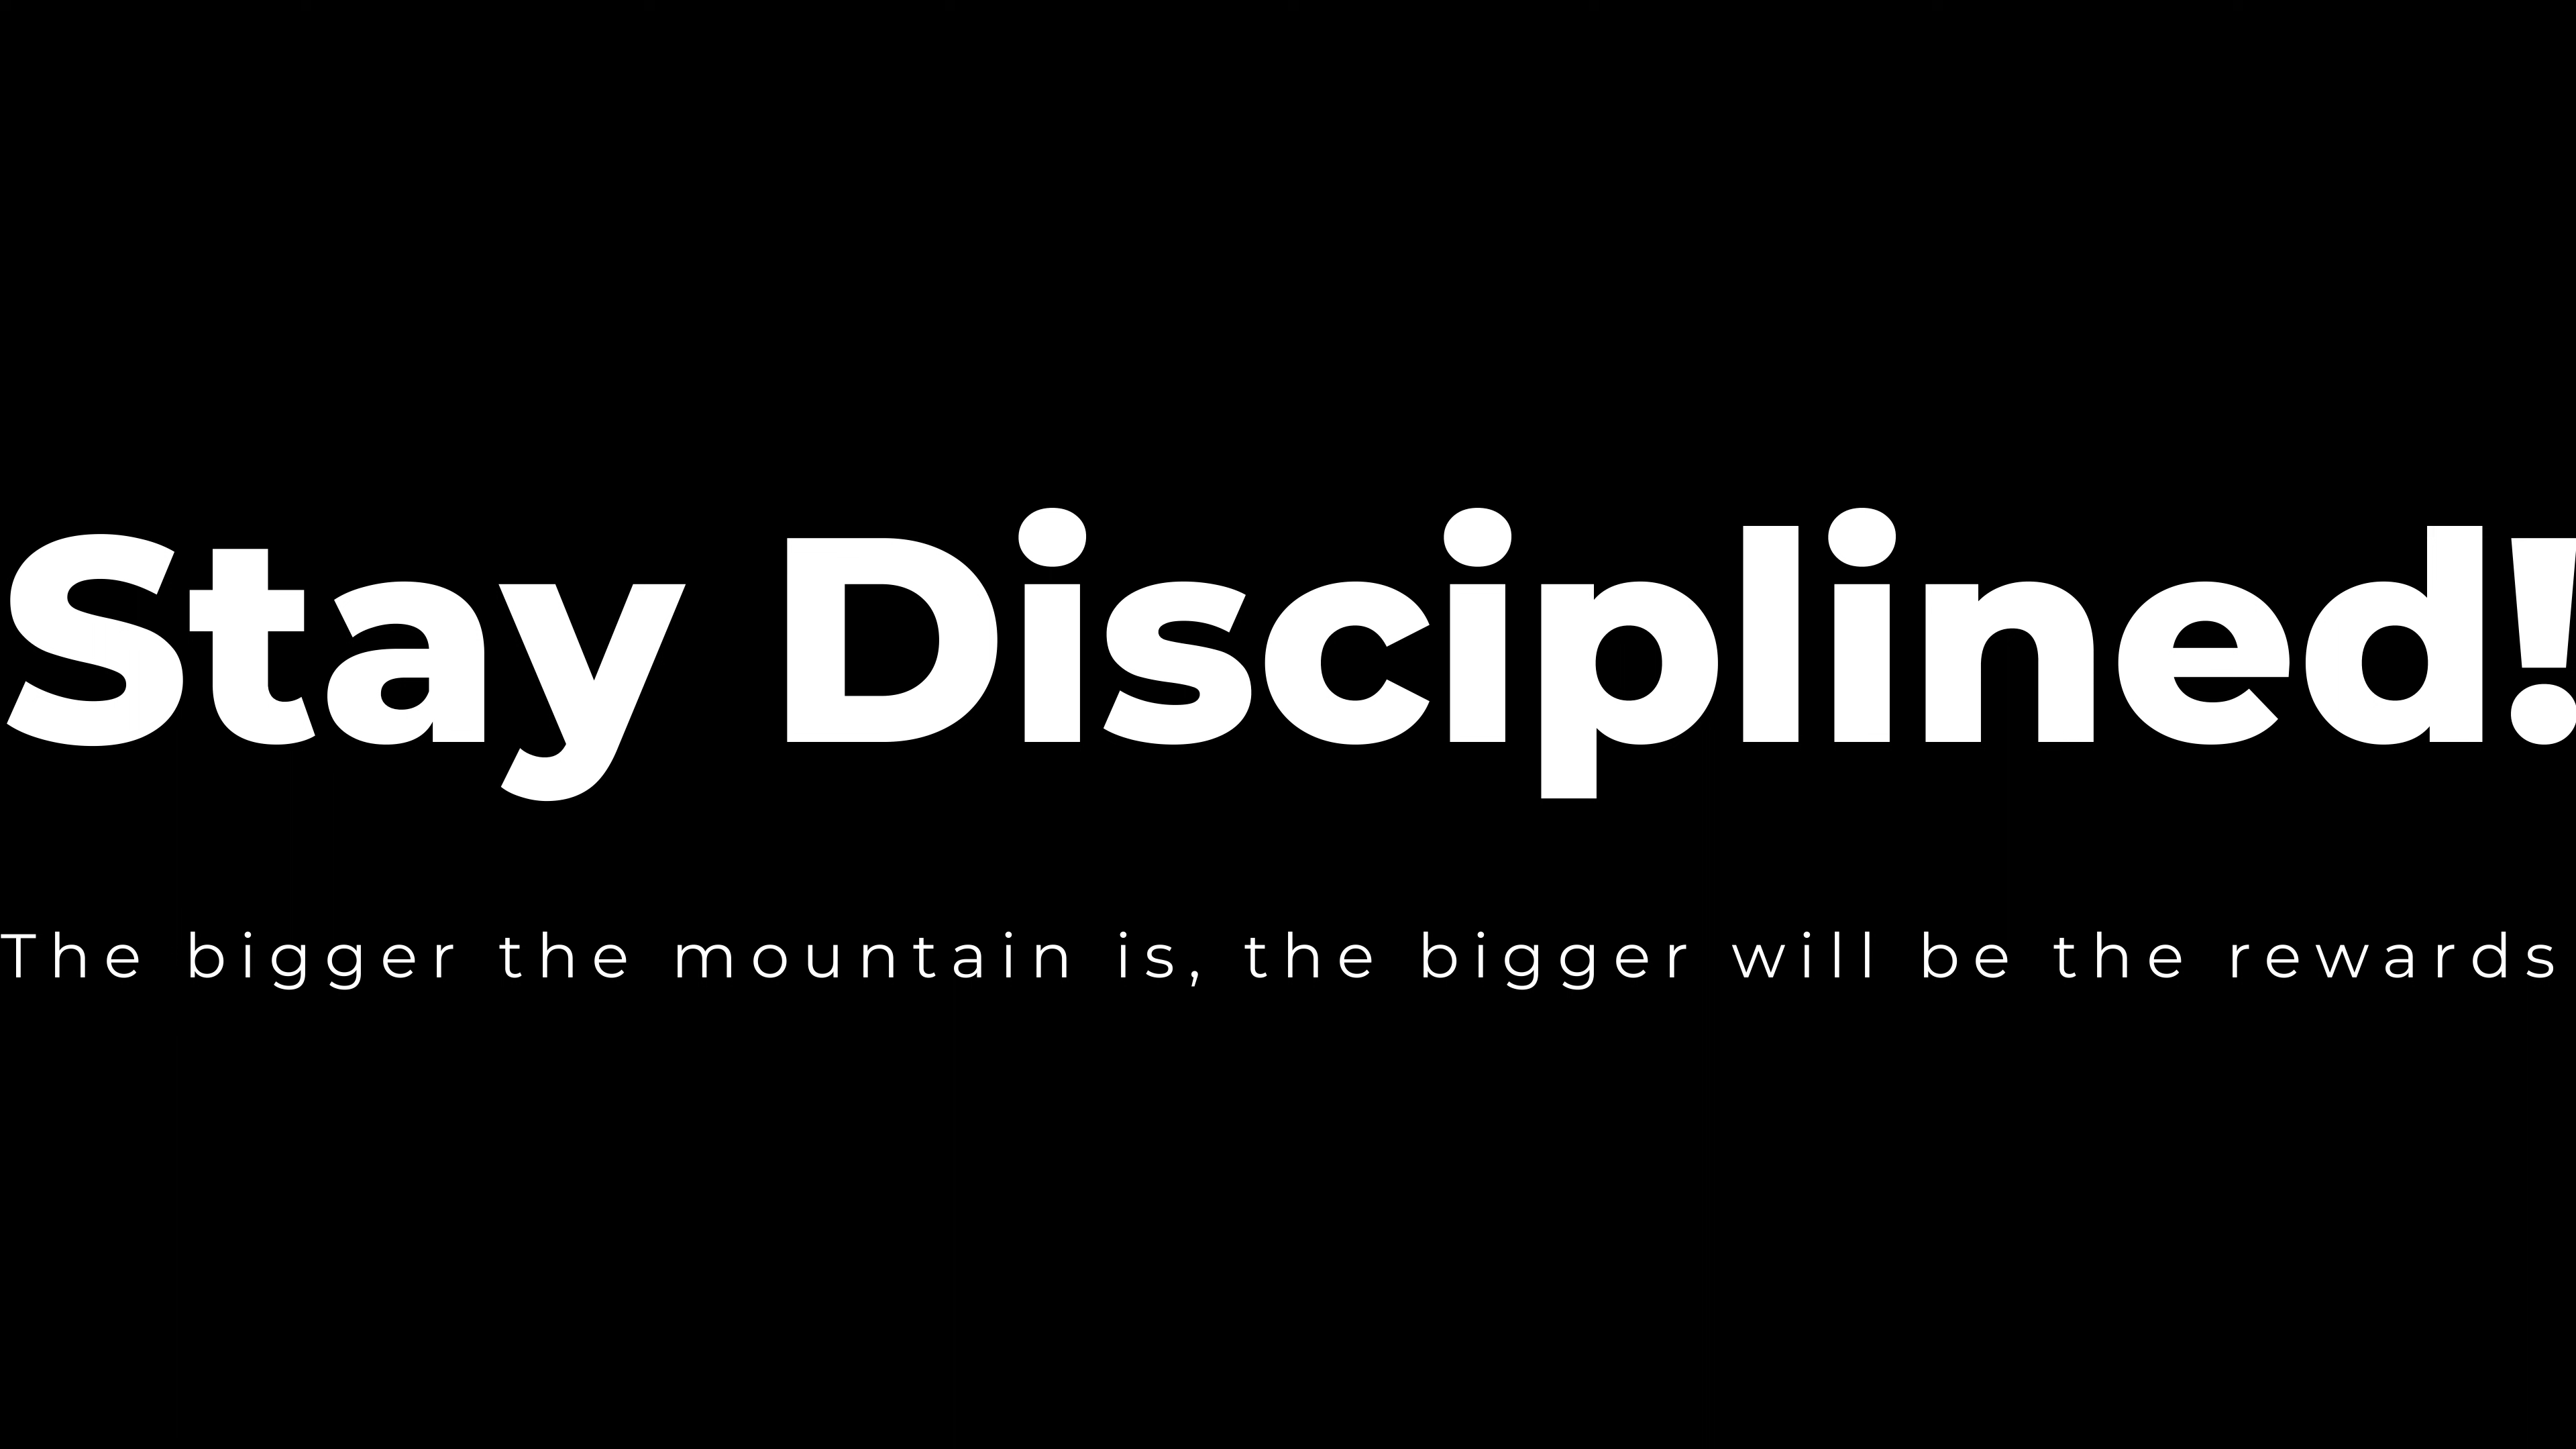 Stay Disciplined!
The bigger the mountain is, the bigger will be the rewards